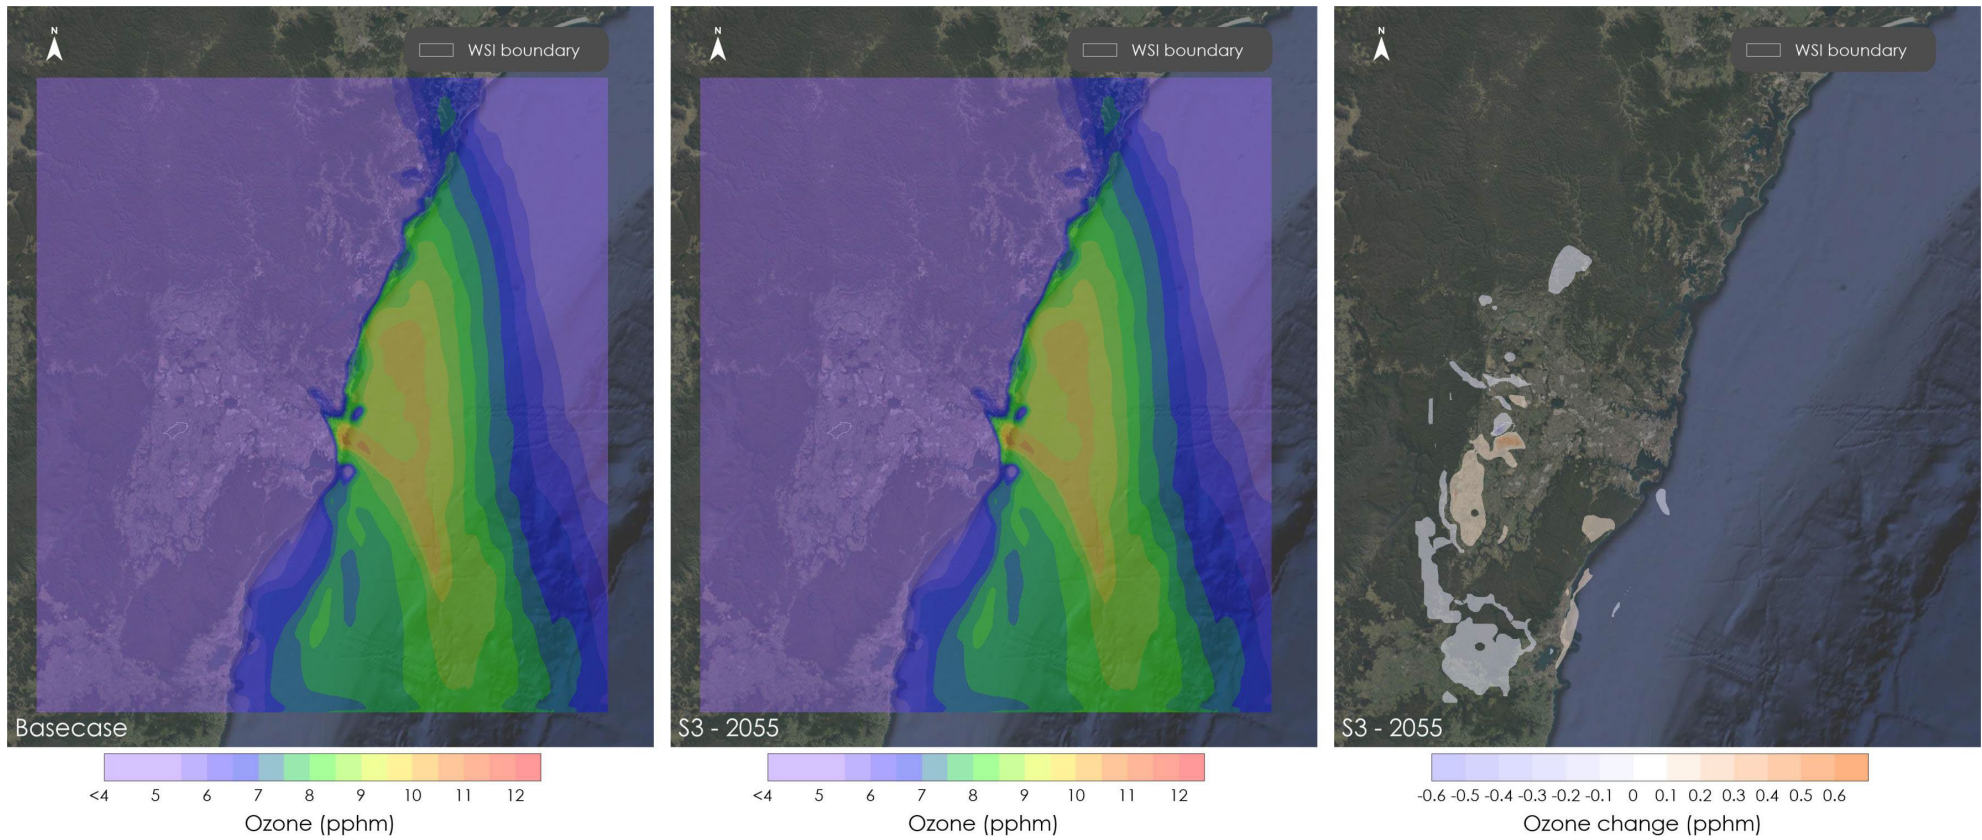 N
WSI boundary
N
WSI boundary
N
WSI boundary
Basecase
S3 - 2055
S3 - 2055
<4 5 6 7 8 9 10 11 12
Ozone (pphm)
<4 5 6 7 8 9 10 11 12
Ozone (pphm)
-0.6 -0.5 -0.4 -0.3 -0.2 -0.1 0 0.1 0.2 0.3 0.4 0.5 0.6
Ozone change (pphm)